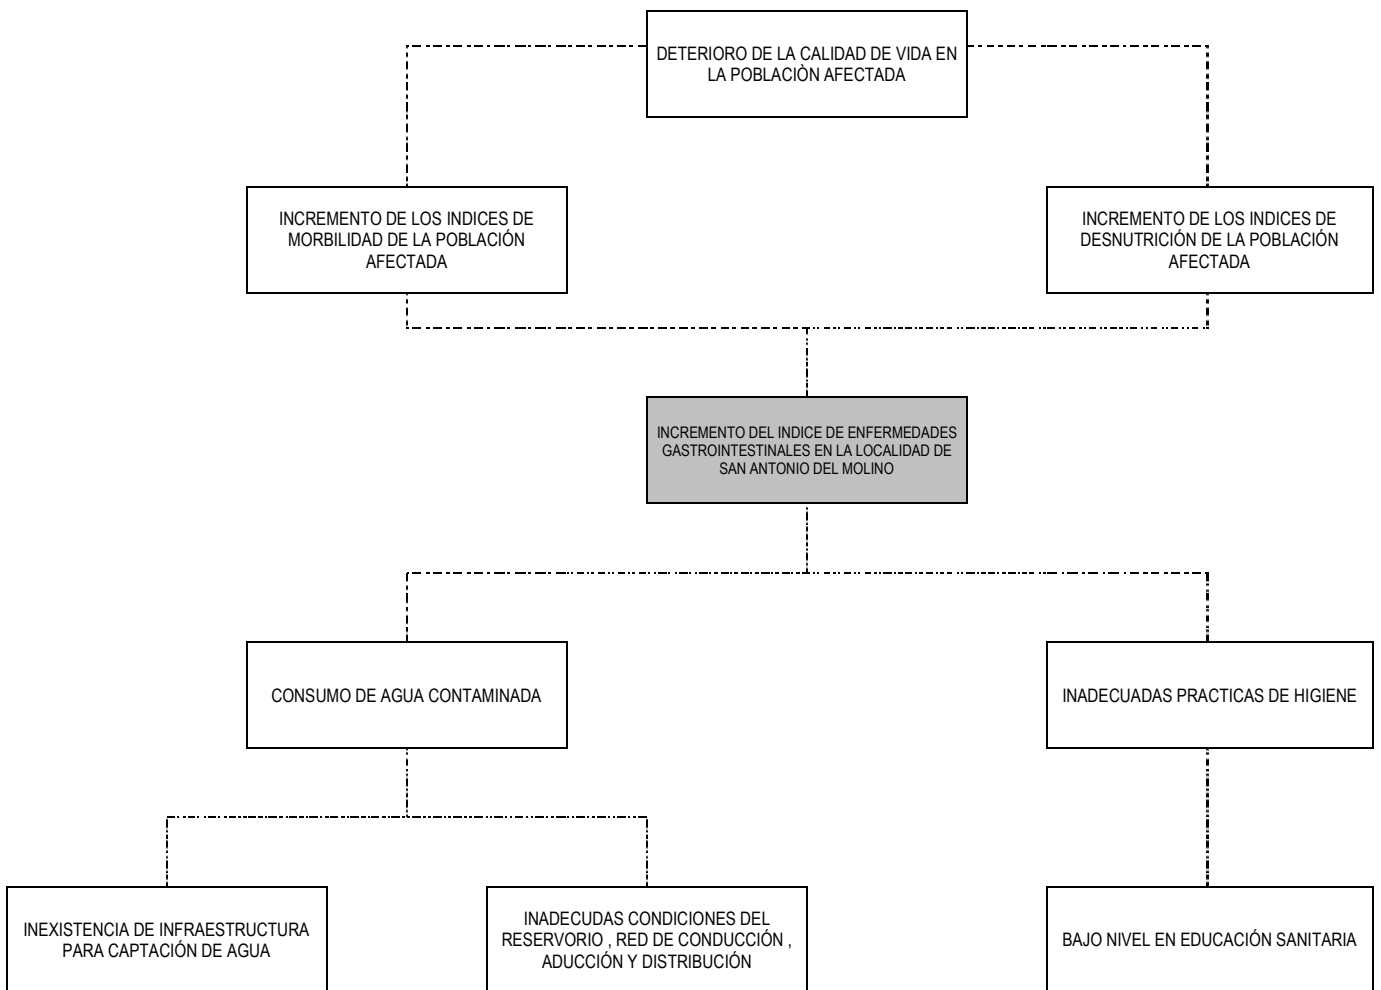 DETERIORO DE LA CALIDAD DE VIDA EN
LA POBLACIÒN AFECTADA
INCREMENTO DE LOS INDICES DE
MORBILIDAD DE LA POBLACIÓN
AFECTADA
INCREMENTO DE LOS INDICES DE
DESNUTRICIÓN DE LA POBLACIÓN
AFECTADA
INCREMENTO DEL INDICE DE ENFERMEDADES
GASTROINTESTINALES EN LA LOCALIDAD DE
SAN ANTONIO DEL MOLINO
CONSUMO DE AGUA CONTAMINADA
INADECUADAS PRACTICAS DE HIGIENE
INEXISTENCIA DE INFRAESTRUCTURA
PARA CAPTACIÓN DE AGUA
INADECUDAS CONDICIONES DEL
RESERVORIO , RED DE CONDUCCIÓN ,
ADUCCIÓN Y DISTRIBUCIÓN
BAJO NIVEL EN EDUCACIÓN SANITARIA